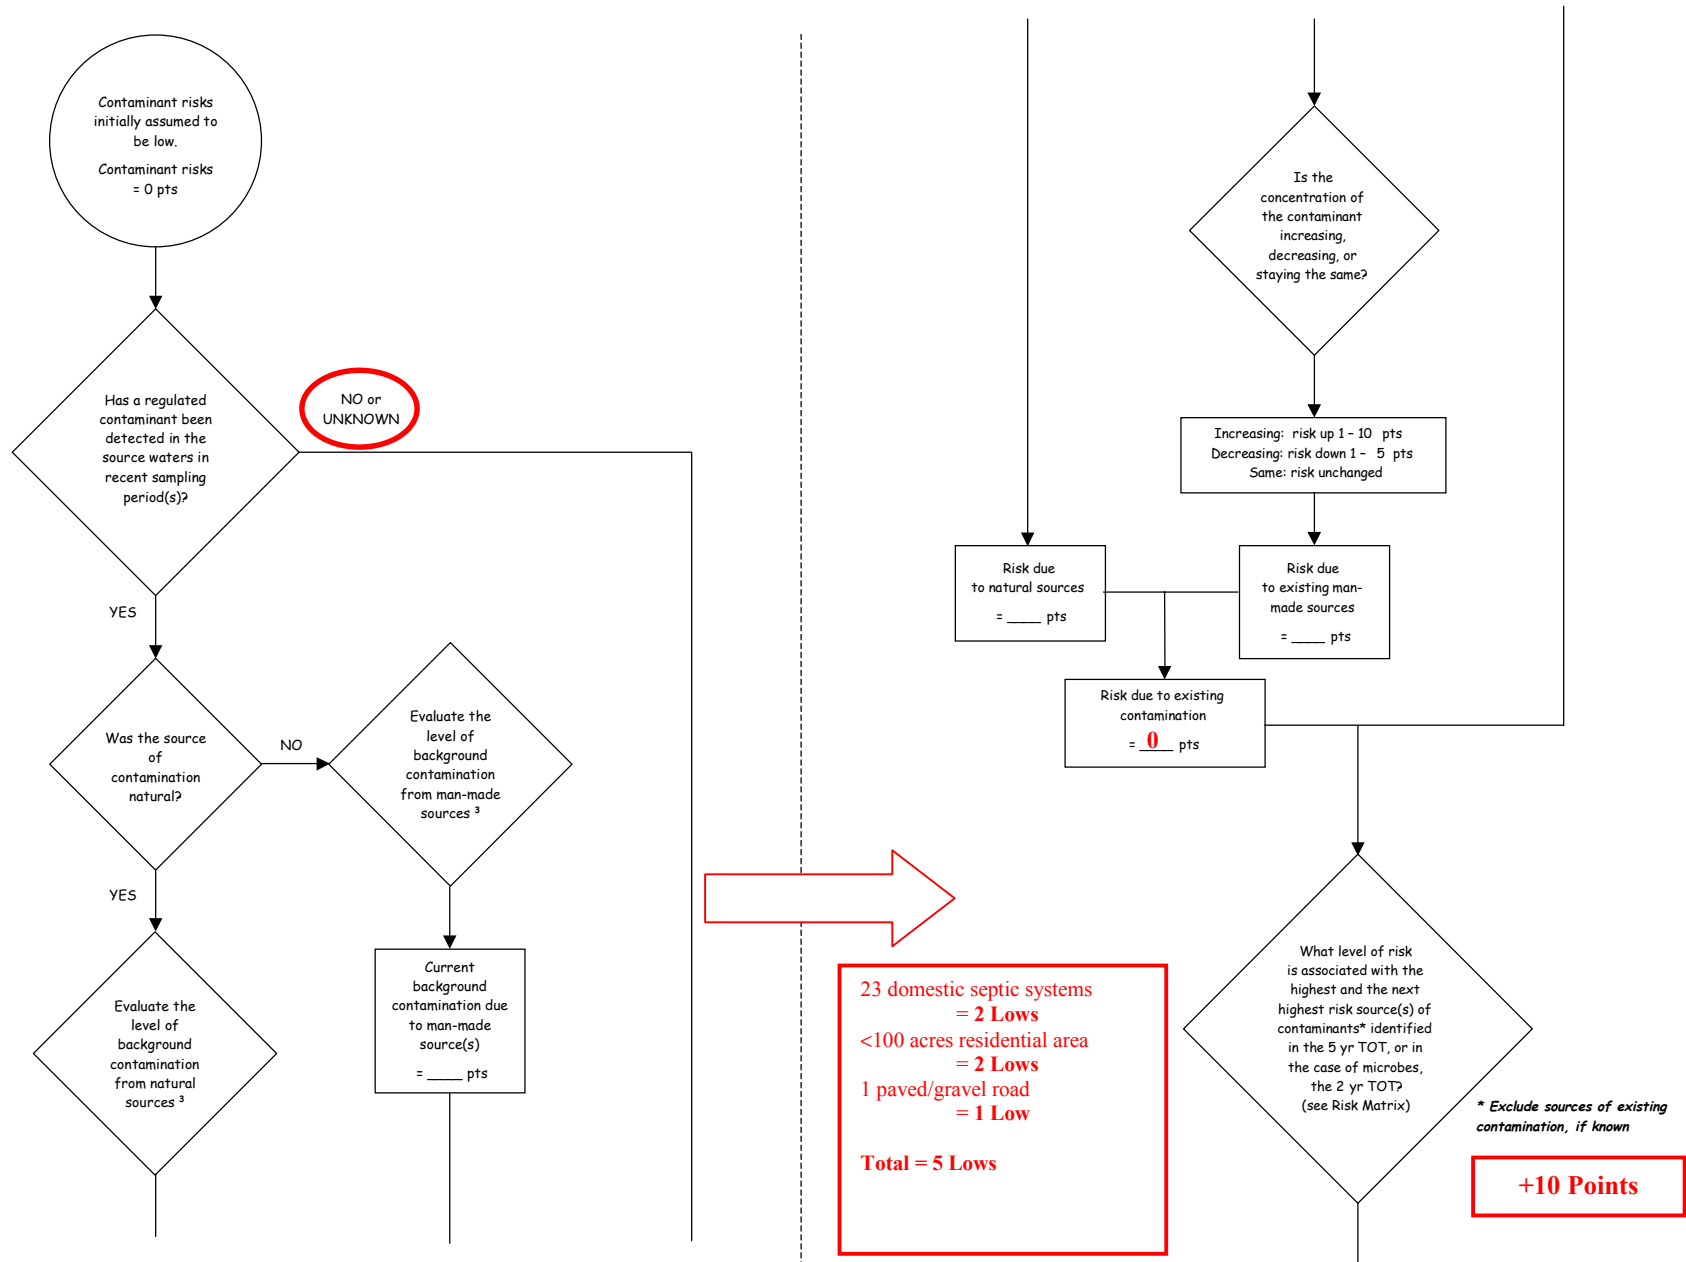 Contaminant risks
initially assumed to
be low.
Contaminant risks
= 0 pts
Has a regulated
contaminant been
detected in the
source waters in
recent sampling
period(s)?
NO or
UNKNOWN
YES
Was the source
of
contamination
natural?
NO
Evaluate the
level of
background
contamination
from man-made
sources ³
YES
Evaluate the
level of
background
contamination
from natural
sources ³
Current
background
contamination due
to man-made
source(s)
= ____ pts
Is the
concentration of
the contaminant
increasing,
decreasing, or
staying the same?
Increasing: risk up 1 – 10 pts
Decreasing: risk down 1 – 5 pts
Same: risk unchanged
Risk due
to natural sources
= ____ pts
Risk due
to existing man-
made sources
= ____ pts
Risk due to existing
contamination
= __0__ pts
23 domestic septic systems
= 2 Lows
<100 acres residential area
= 2 Lows
1 paved/gravel road
= 1 Low
Total = 5 Lows
What level of risk
is associated with the
highest and the next
highest risk source(s) of
contaminants* identified
in the 5 yr TOT, or in
the case of microbes,
the 2 yr TOT?
(see Risk Matrix)
* Exclude sources of existing
contamination, if known
+10 Points